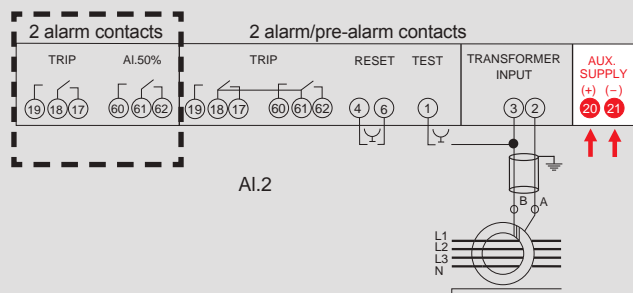 2 alarm contacts
2 alarm/pre-alarm contacts
TRIP
Al.50%
TRIP
RESET
TEST
TRANSFORMER
INPUT
AUX.
SUPPLY
(+) (−)
19 18 17 60 61 62 19 18 17 60 61 62 4 6 1 3 2 20 21
Al.2
B A
L1
L2
L3
N